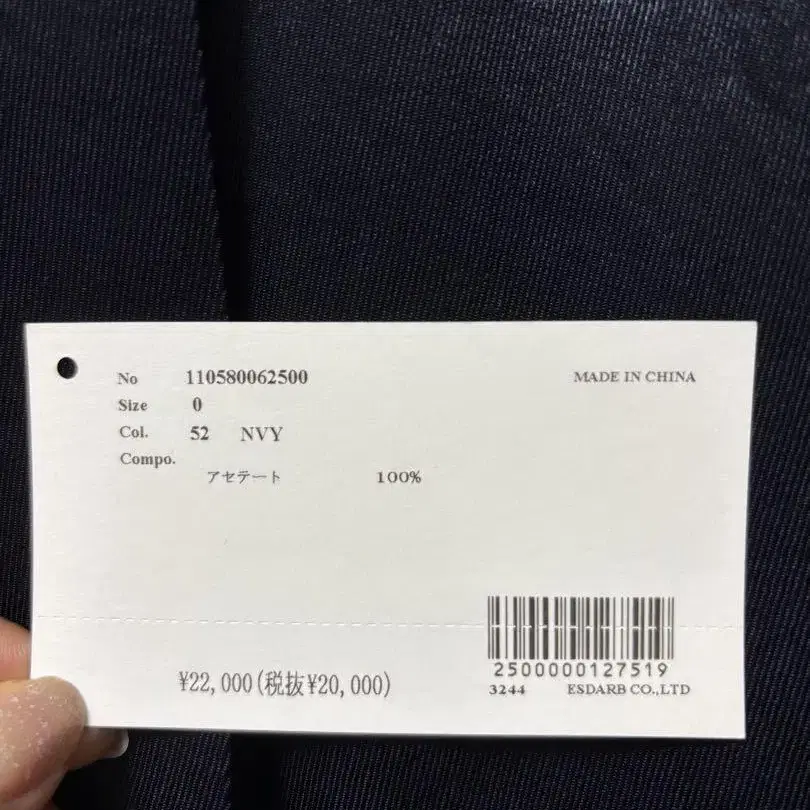 No 110580062500 MADE IN CHINA
Size 0
Col. 52 NVY
Compo.
アセテート 100%
2500000127519
¥22,000(税抜¥20,000)
3244 ESDARB CO.,LTD